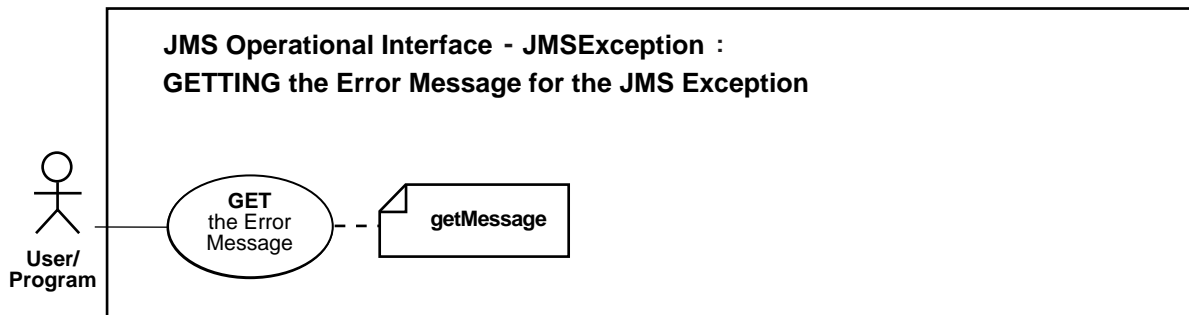 JMS Operational Interface - JMSException :
GETTING the Error Message for the JMS Exception
GET
the Error
Message
getMessage
User/
Program